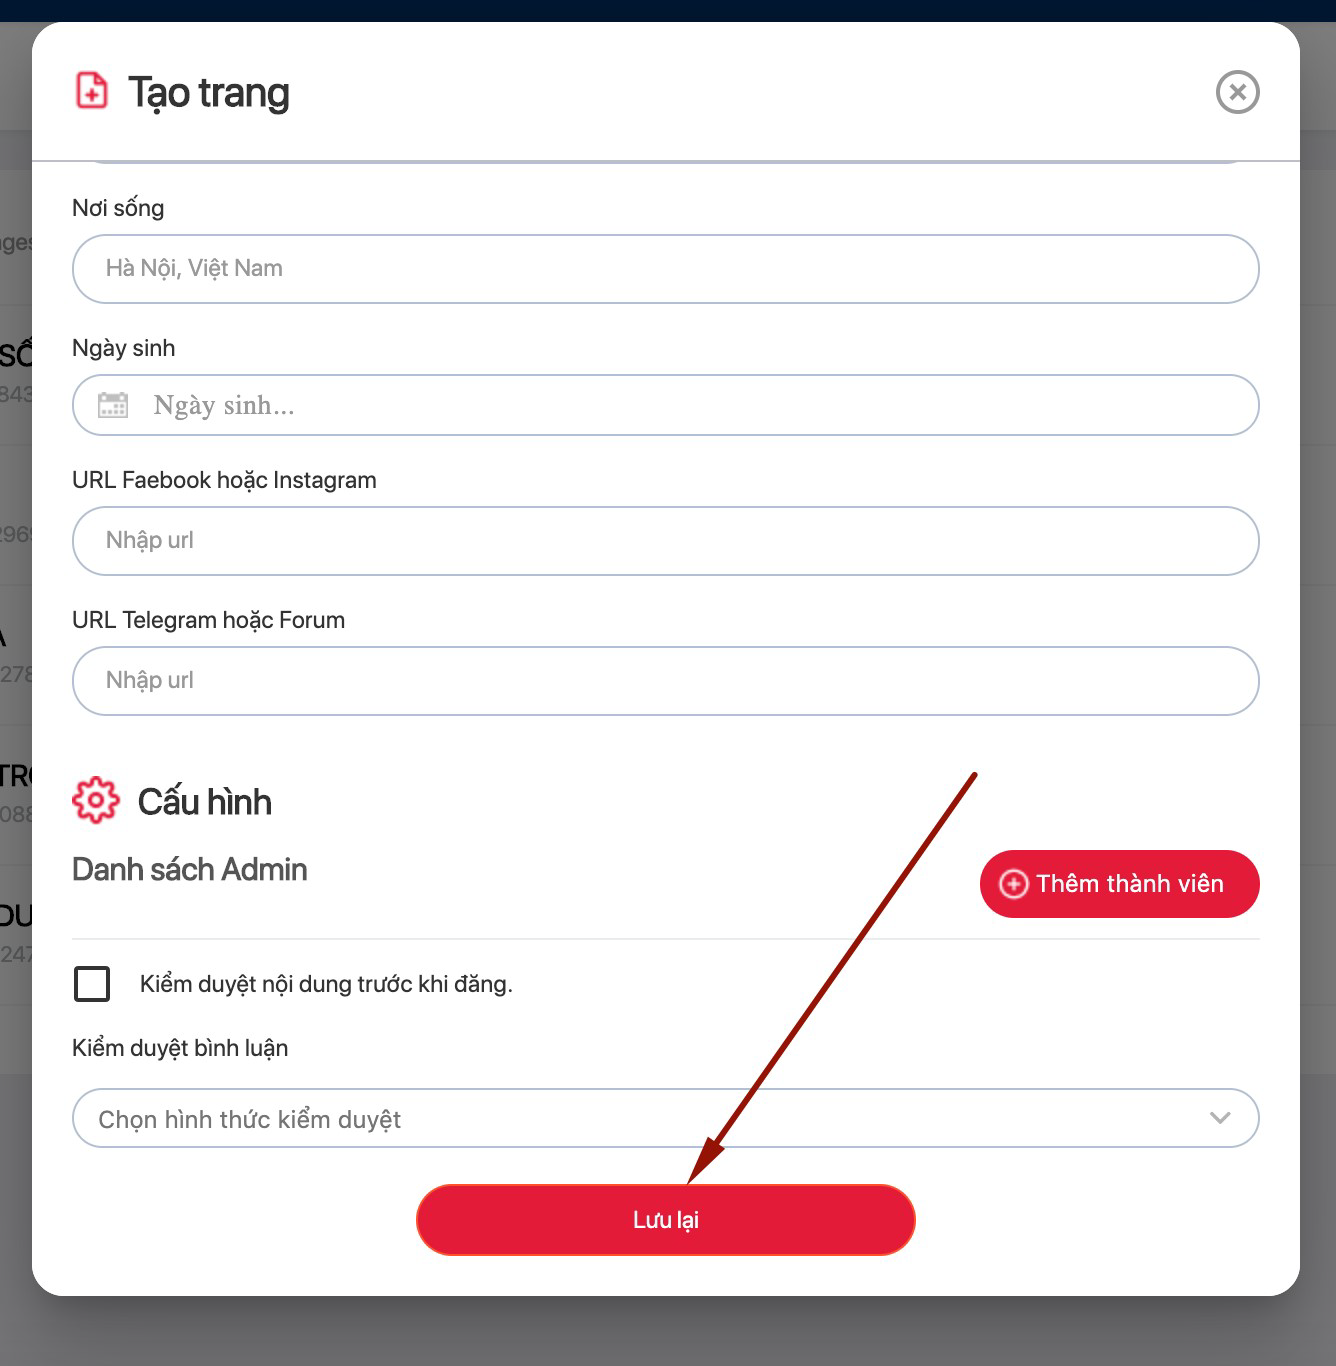 Tạo trang
Nơi sống
Hà Nội, Việt Nam
Ngày sinh
Ngày sinh...
URL Faebook hoặc Instagram
Nhập url
URL Telegram hoặc Forum
Nhập url
Cấu hình
Danh sách Admin
Thêm thành viên
Kiểm duyệt nội dung trước khi đăng.
Kiểm duyệt bình luận
Chọn hình thức kiểm duyệt
Lưu lại